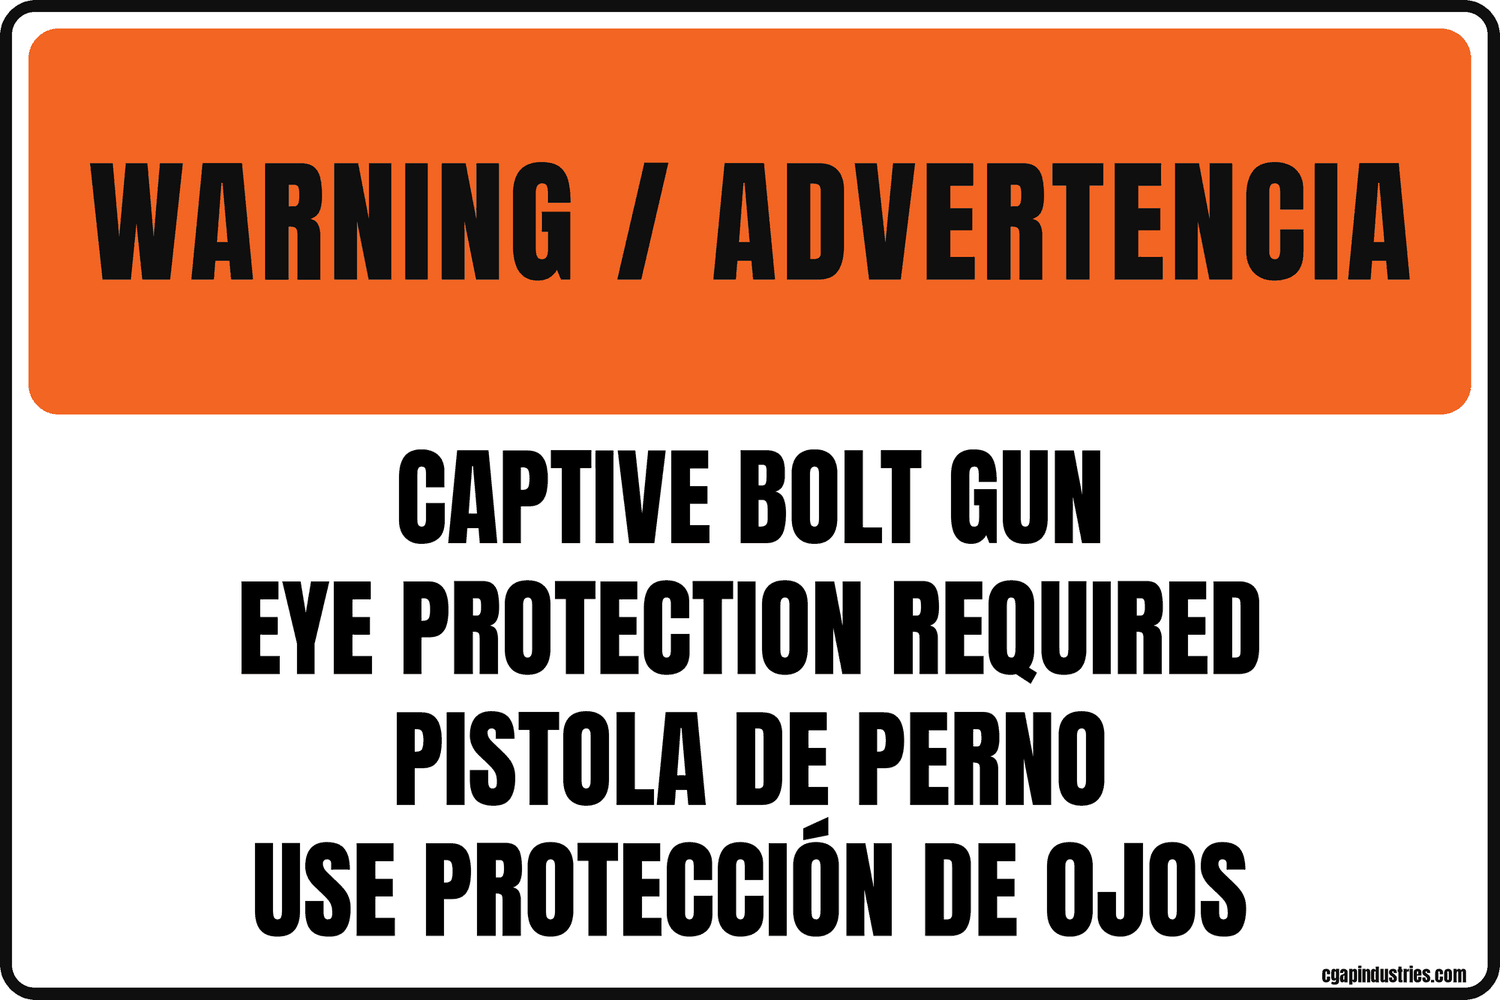 WARNING / ADVERTENCIA
CAPTIVE BOLT GUN
EYE PROTECTION REQUIRED
PISTOLA DE PERNO
USE PROTECCIÓN DE OJOS
cgapindustries.com